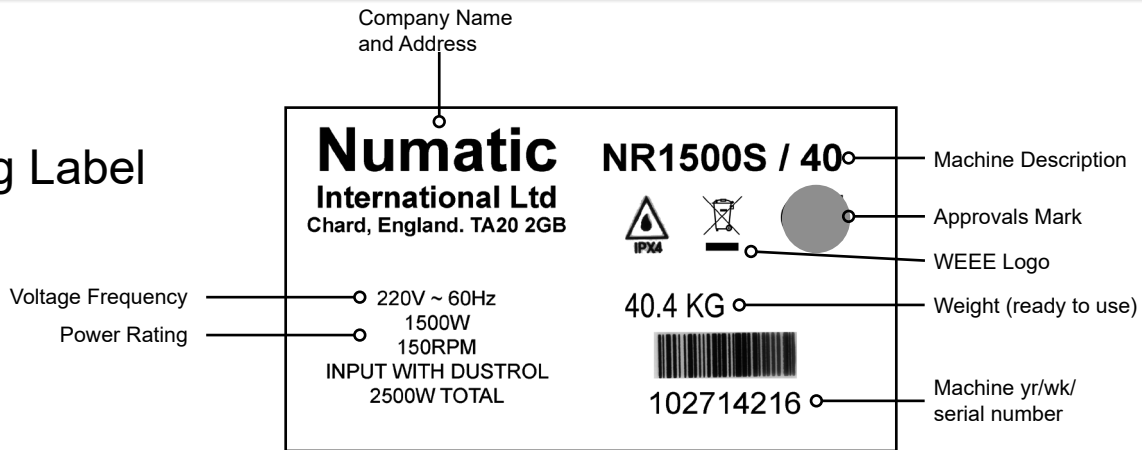 Company Name
and Address
g Label
Numatic
International Ltd
Chard, England. TA20 2GB
NR1500S / 40
IPX4
Machine Description
Approvals Mark
WEEE Logo
Voltage Frequency
Power Rating
220V ~ 60Hz
1500W
150RPM
INPUT WITH DUSTROL
2500W TOTAL
40.4 KG
Weight (ready to use)
102714216
Machine yr/wk/
serial number